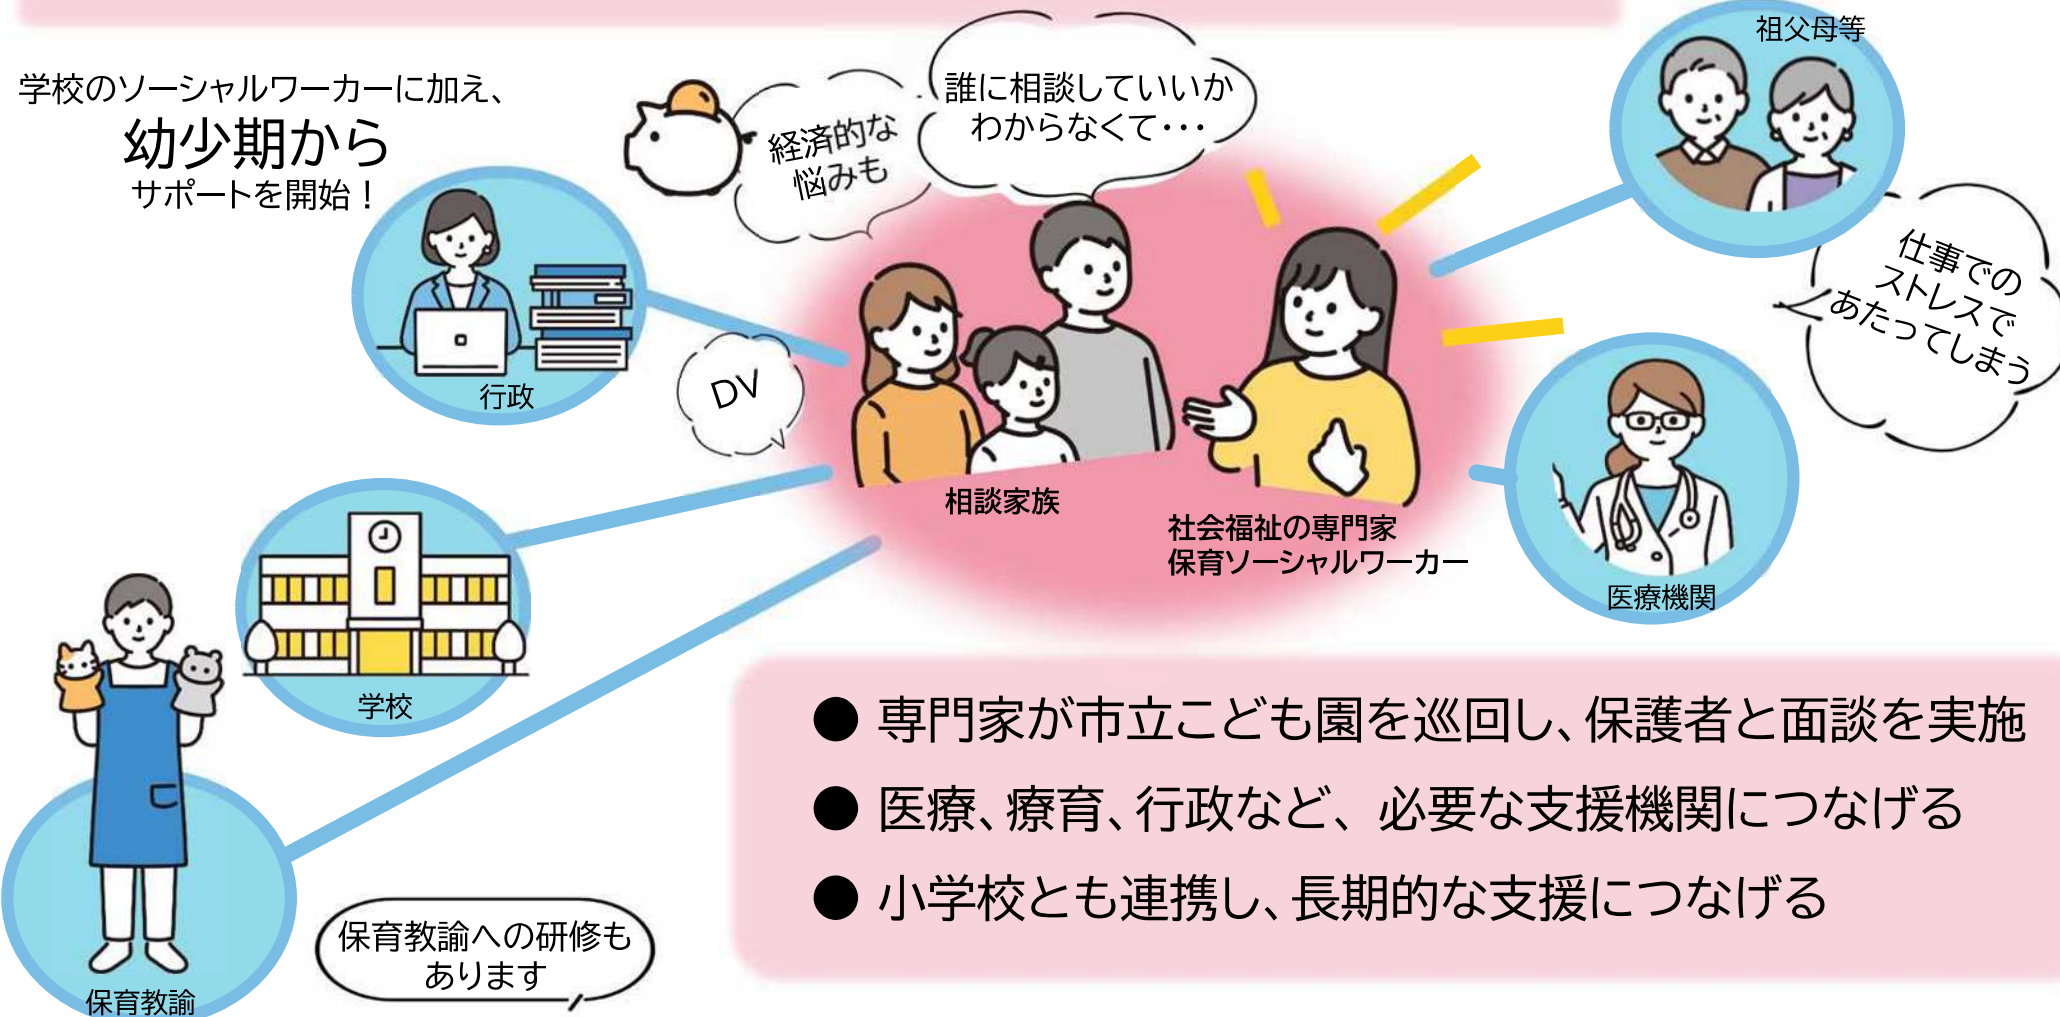 学校のソーシャルワーカーに加え、
幼少期から
サポートを開始！
経済的な
悩みも
誰に相談していいか
わからなくて・・・
祖父母等
仕事での
ストレスで
あたってしまう
行政
DV
相談家族
社会福祉の専門家
保育ソーシャルワーカー
医療機関
学校
● 専門家が市立こども園を巡回し、保護者と面談を実施
● 医療、療育、行政など、必要な支援機関につなげる
● 小学校とも連携し、長期的な支援につなげる
保育教諭への研修も
あります
保育教諭